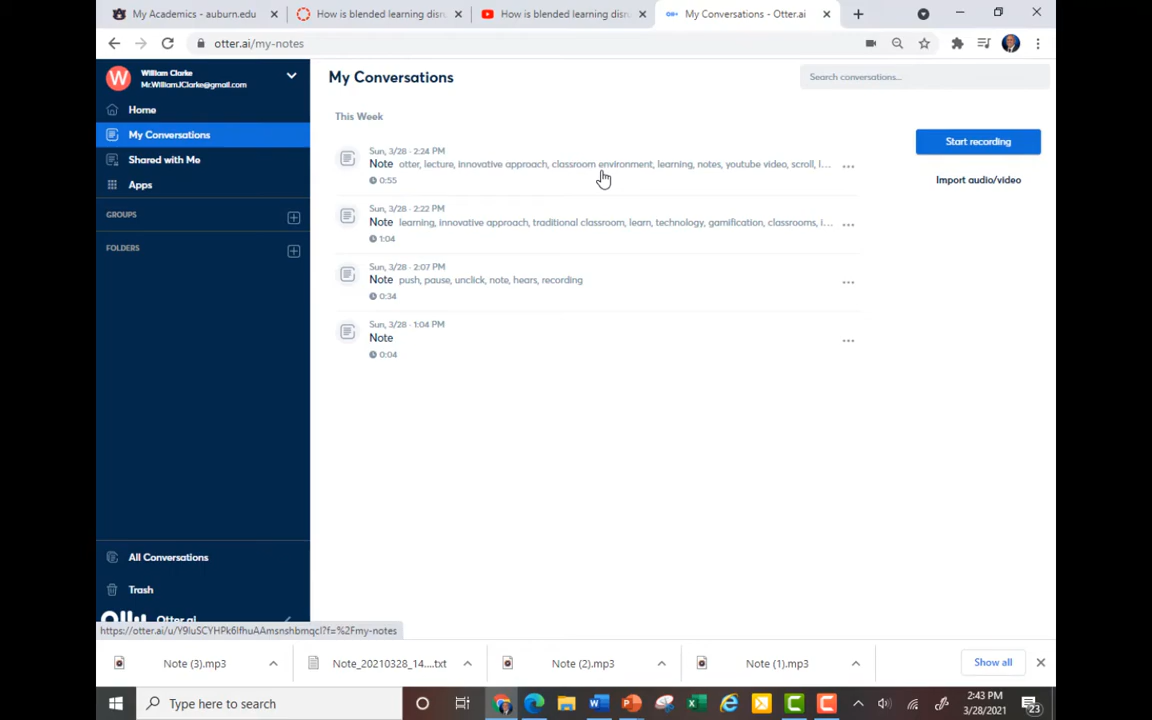 My Academics - auburn.edu
How is blended learning disru
How is blended learning disru
My Conversations - Otter.ai
otter.ai/my-notes
W
William Clarke
Mr.WilliamJClarke@gmail.com
My Conversations
Search conversations...
Home
My Conversations
Shared with Me
Apps
GROUPS
FOLDERS
This Week
Start recording
Import audio/video
Sun, 3/28 · 2:24 PM
Note otter, lecture, innovative approach, classroom environment, learning, notes, youtube video, scroll, l...
0:55
Sun, 3/28 · 2:22 PM
Note learning, innovative approach, traditional classroom, learn, technology, gamification, classrooms, i...
1:04
Sun, 3/28 · 2:07 PM
Note push, pause, unclick, note, hears, recording
0:34
Sun, 3/28 · 1:04 PM
Note
0:04
All Conversations
Trash
Otter.ai
Note (3).mp3
Note_20210328_14....txt
Note (2).mp3
Note (1).mp3
Show all
Type here to search
2:43 PM
3/28/2021
23